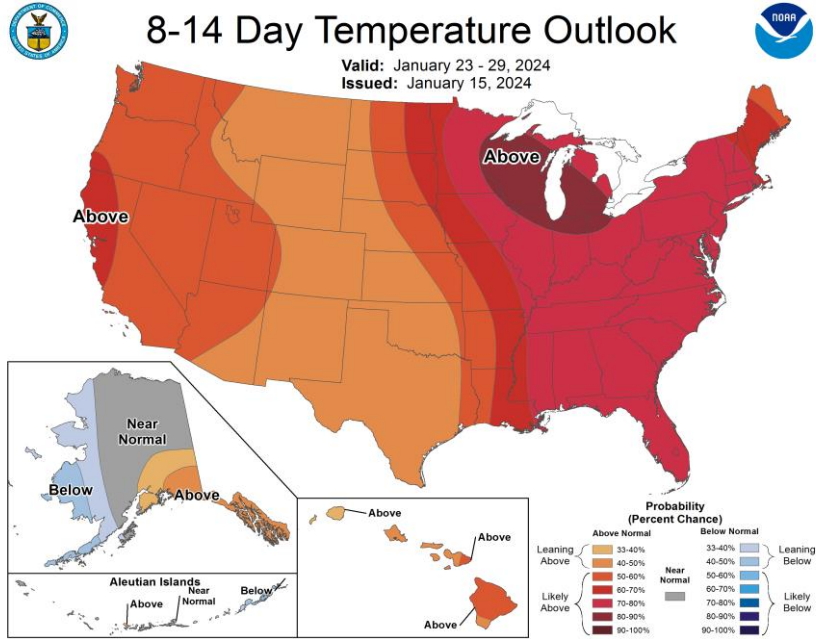 8-14 Day Temperature Outlook
Valid: January 23 - 29, 2024
Issued: January 15, 2024
NOAA
Above
Above
Near
Normal
Below
Above
Aleutian Islands
Above
Near
Normal
Below
Above
Above
Above
Probability
(Percent Chance)
Above Normal
Below Normal
Leaning
Above
33-40%
40-50%
Likely
Above
50-60%
60-70%
70-80%
80-90%
90-100%
Near
Normal
33-40%
40-50%
Leaning
Below
50-60%
60-70%
70-80%
80-90%
90-100%
Likely
Below